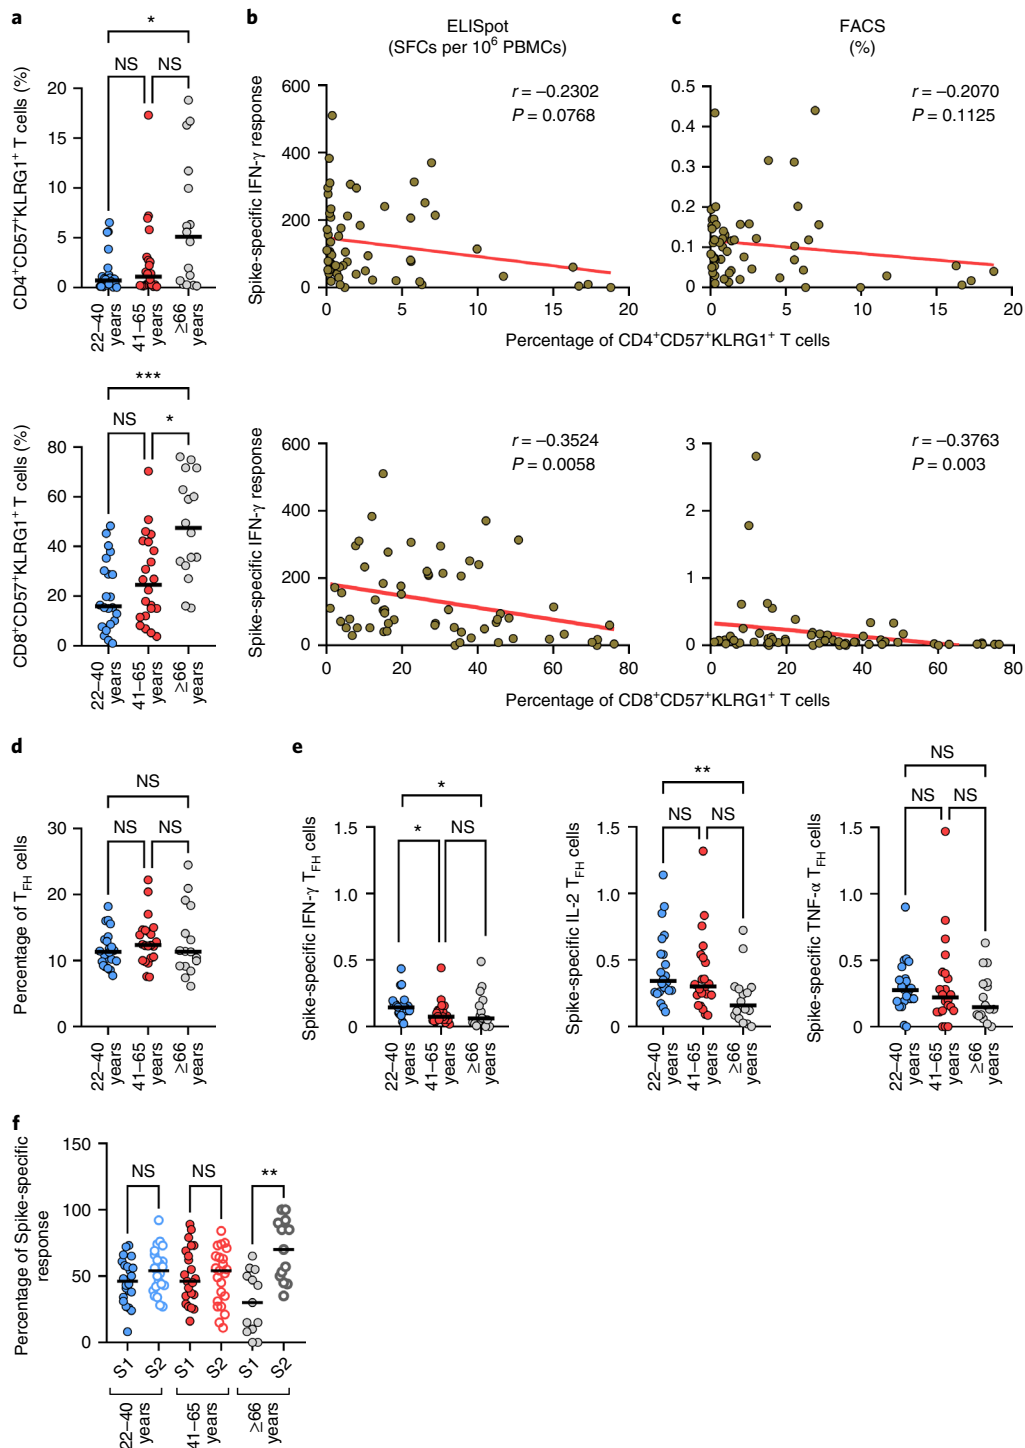 a
*
NS NS
CD4⁺CD57⁺KLRG1⁺ T cells (%)
20
15
10
5
0
22–40 years
41–65 years
≥66 years
b
ELISpot
(SFCs per 10⁶ PBMCs)
r = –0.2302
P = 0.0768
Spike-specific IFN-γ response
600
400
200
0
0 5 10 15 20
c
FACS
(%)
r = –0.2070
P = 0.1125
0.5
0.4
0.3
0.2
0.1
0
0 5 10 15 20
Percentage of CD4⁺CD57⁺KLRG1⁺ T cells
***
NS *
CD8⁺CD57⁺KLRG1⁺ T cells (%)
80
60
40
20
0
22–40 years
41–65 years
≥66 years
r = –0.3524
P = 0.0058
Spike-specific IFN-γ response
600
400
200
0
0 20 40 60 80
r = –0.3763
P = 0.003
3
2
1
0
0 20 40 60 80
Percentage of CD8⁺CD57⁺KLRG1⁺ T cells
d
NS
NS NS
Percentage of T_FH cells
30
20
10
0
22–40 years
41–65 years
≥66 years
e
*
* NS
Spike-specific IFN-γ T_FH cells
1.5
1.0
0.5
0
22–40 years
41–65 years
≥66 years
**
NS NS
Spike-specific IL-2 T_FH cells
1.5
1.0
0.5
0
22–40 years
41–65 years
≥66 years
NS
NS NS
Spike-specific TNF-α T_FH cells
1.5
1.0
0.5
0
22–40 years
41–65 years
≥66 years
f
NS NS **
Percentage of Spike-specific
response
150
100
50
0
S1 S2 S1 S2 S1 S2
22–40 years
41–65 years
≥66 years